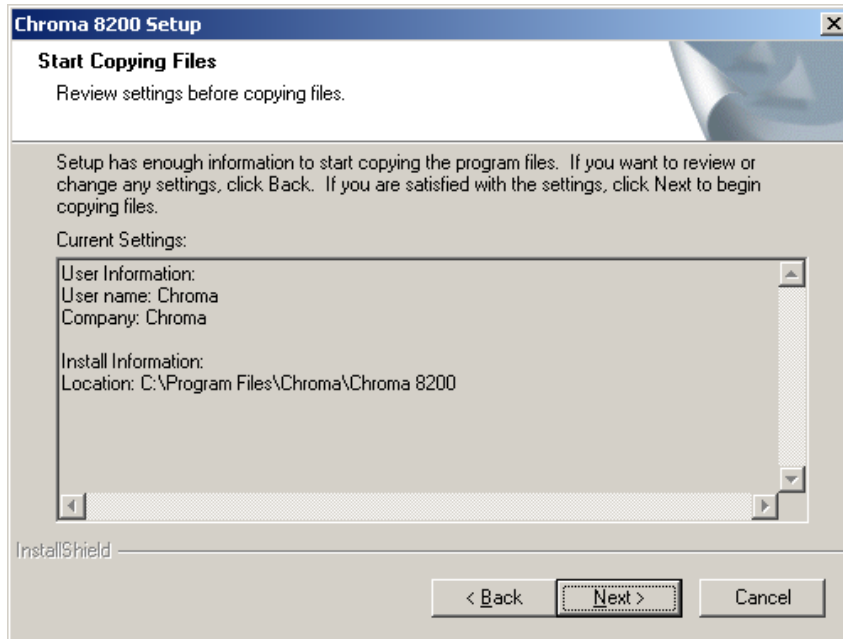 Chroma 8200 Setup
Start Copying Files
Review settings before copying files.
Setup has enough information to start copying the program files.  If you want to review or
change any settings, click Back.  If you are satisfied with the settings, click Next to begin
copying files.
Current Settings:
User Information:
User name: Chroma
Company: Chroma
Install Information:
Location: C:\Program Files\Chroma\Chroma 8200
InstallShield
< Back
Next >
Cancel